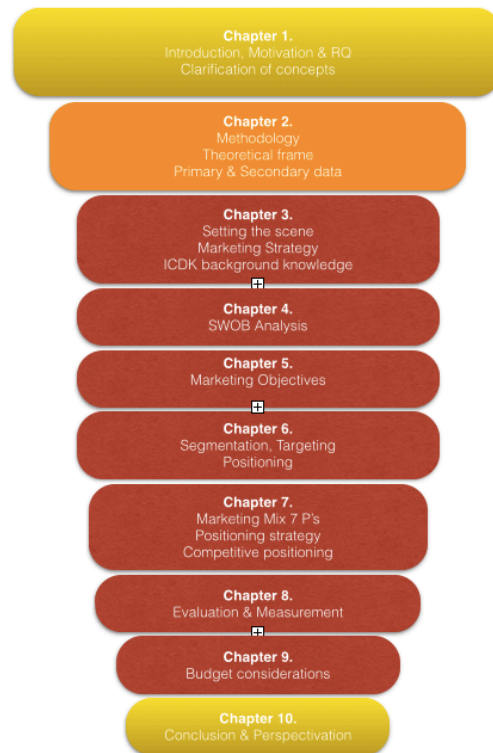 Chapter 1.
Introduction, Motivation & RQ
Clarification of concepts
Chapter 2.
Methodology
Theoretical frame
Primary & Secondary data
Chapter 3.
Setting the scene
Marketing Strategy
ICDK background knowledge
Chapter 4.
SWOB Analysis
Chapter 5.
Marketing Objectives
Chapter 6.
Segmentation, Targeting
Positioning
Chapter 7.
Marketing Mix 7 P's
Positioning strategy
Competitive positioning
Chapter 8.
Evaluation & Measurement
Chapter 9.
Budget considerations
Chapter 10.
Conclusion & Perspectivation